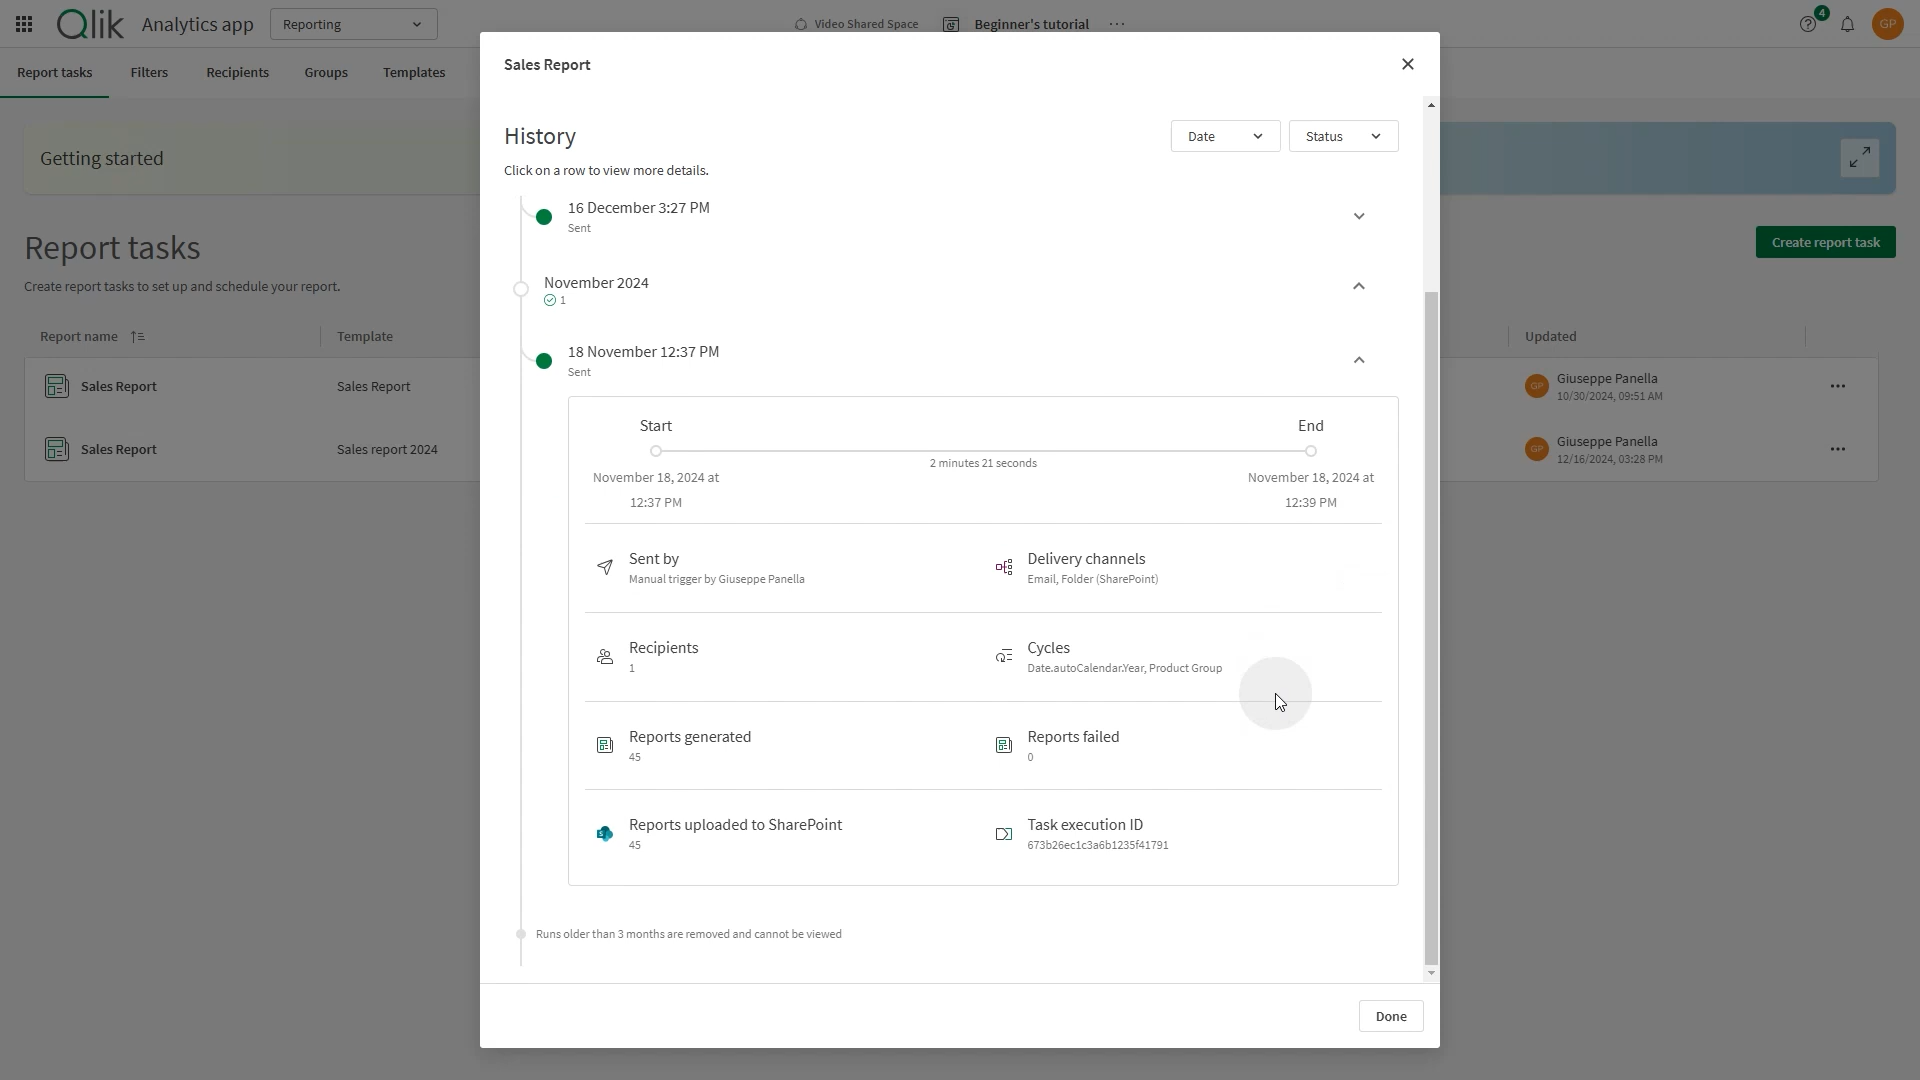 Qlik Analytics app Reporting Video Shared Space Beginner's tutorial ... 4 GP
Report tasks Filters Recipients Groups Templates
Sales Report
Getting started
History Date Status
Click on a row to view more details.
16 December 3:27 PM
Sent
Report tasks
Create report task
Create report tasks to set up and schedule your report.
November 2024
1
Report name Template Updated
18 November 12:37 PM
Sent
Sales Report Sales Report GP Giuseppe Panella
10/30/2024, 09:51 AM
Sales Report Sales report 2024 GP Giuseppe Panella
12/16/2024, 03:28 PM
Start End
2 minutes 21 seconds
November 18, 2024 at November 18, 2024 at
12:37 PM 12:39 PM
Sent by Delivery channels
Manual trigger by Giuseppe Panella Email, Folder (SharePoint)
Recipients Cycles
1 Date.autoCalendar.Year, Product Group
Reports generated Reports failed
45 0
Reports uploaded to SharePoint Task execution ID
45 673b26ec1c3a6b1235f41791
Runs older than 3 months are removed and cannot be viewed
Done